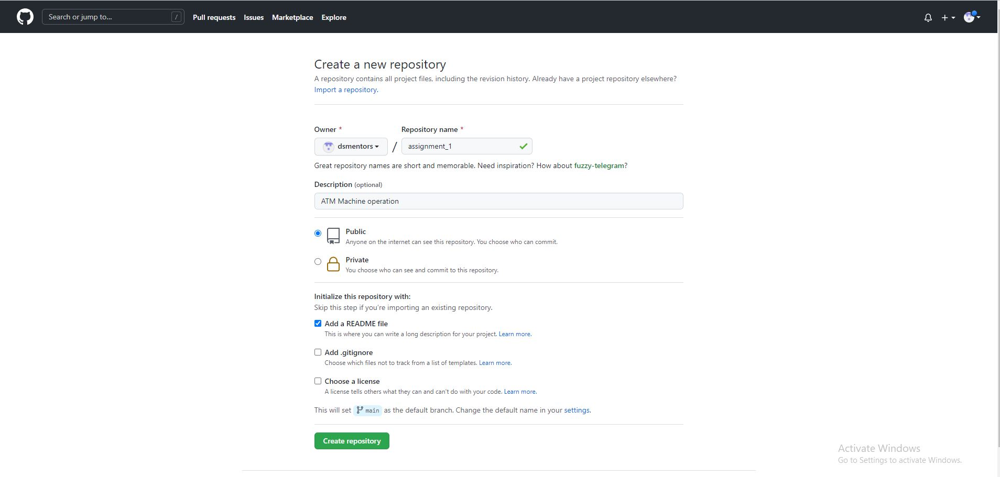 Search or jump to... /
Pull requests Issues Marketplace Explore
Create a new repository
A repository contains all project files, including the revision history. Already have a project repository elsewhere?
Import a repository.
Owner * Repository name *
dsmentors / assignment_1
Great repository names are short and memorable. Need inspiration? How about fuzzy-telegram?
Description (optional)
ATM Machine operation
Public
Anyone on the internet can see this repository. You choose who can commit.
Private
You choose who can see and commit to this repository.
Initialize this repository with:
Skip this step if you're importing an existing repository.
Add a README file
This is where you can write a long description for your project. Learn more.
Add .gitignore
Choose which files not to track from a list of templates. Learn more.
Choose a license
A license tells others what they can and can't do with your code. Learn more.
This will set main as the default branch. Change the default name in your settings.
Create repository
Activate Windows
Go to Settings to activate Windows.